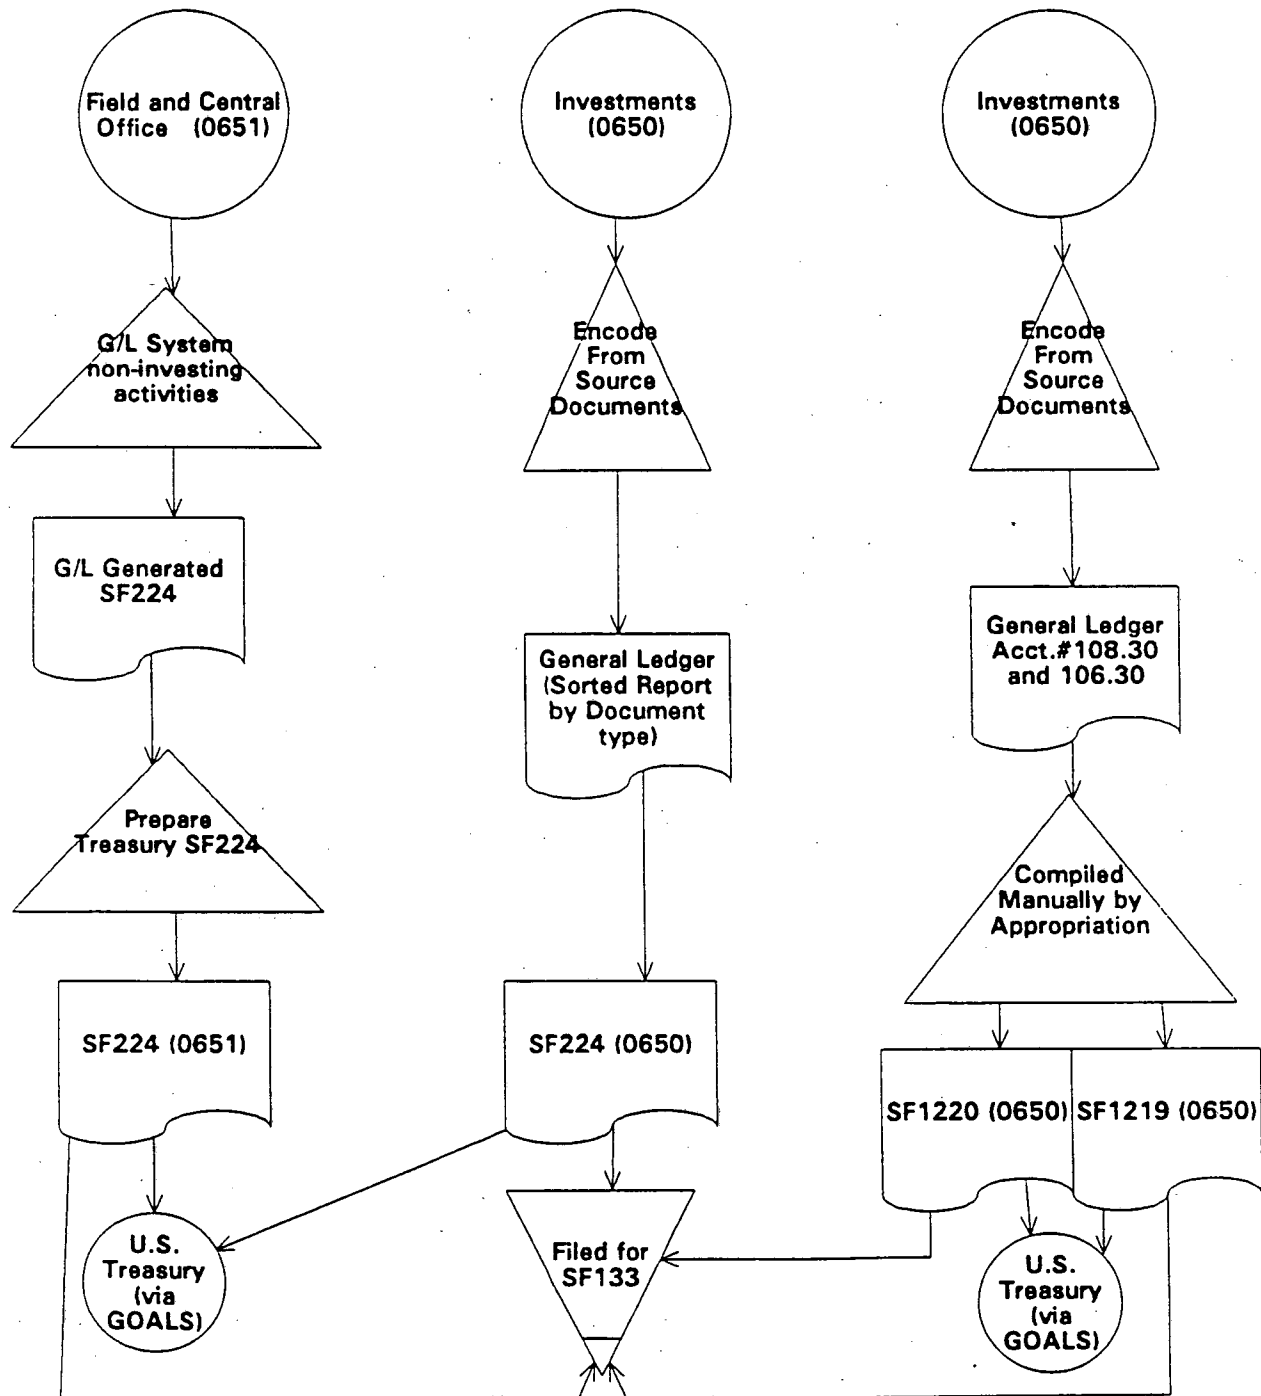 Field and Central
Office (0651)
Investments
(0650)
Investments
(0650)
G/L System
non-investing
activities
Encode
From
Source
Documents
Encode
From
Source
Documents
G/L Generated
SF224
General Ledger
(Sorted Report
by Document
type)
General Ledger
Acct.#108.30
and 106.30
Prepare
Treasury SF224
Compiled
Manually by
Appropriation
SF224 (0651)
SF224 (0650)
SF1220 (0650)
SF1219 (0650)
U.S.
Treasury
(via
GOALS)
Filed for
SF133
U.S.
Treasury
(via
GOALS)